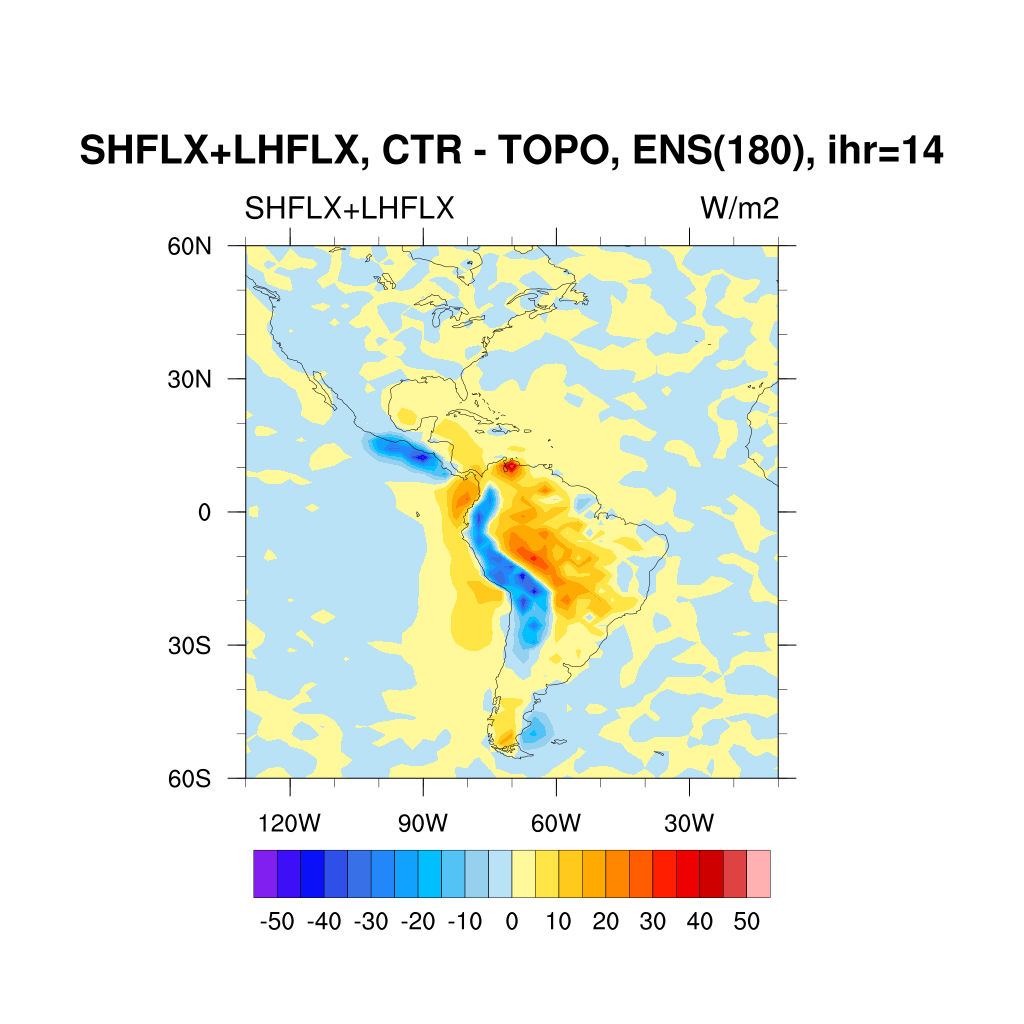 SHFLX+LHFLX, CTR - TOPO, ENS(180), ihr=14
SHFLX+LHFLX W/m2
60N
30N
0
30S
60S
120W 90W 60W 30W
-50 -40 -30 -20 -10 0 10 20 30 40 50